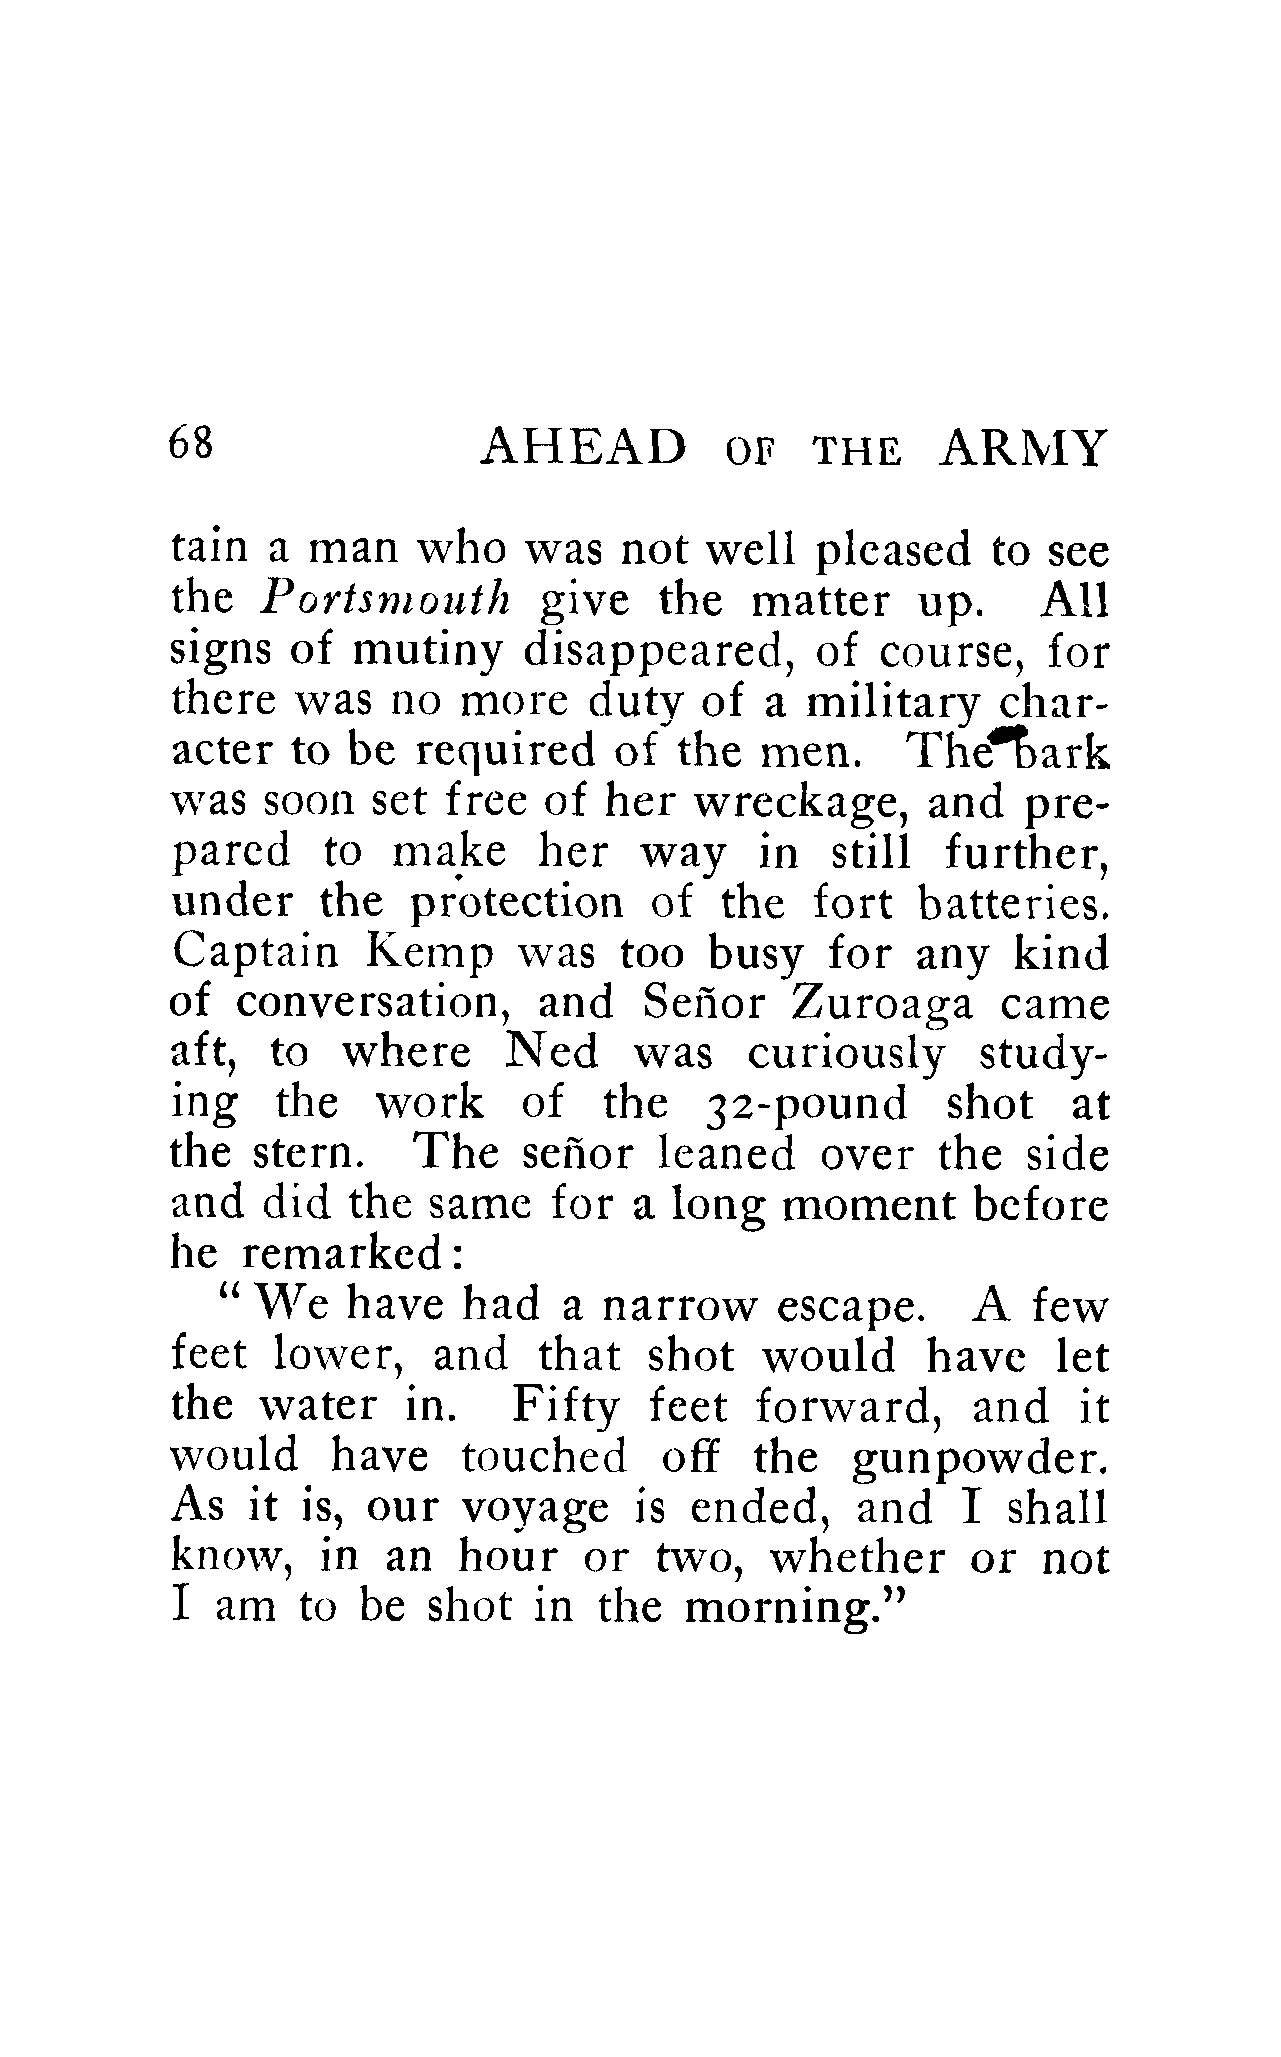 68 AHEAD OF THE ARMY
tain a man who was not well pleased to see
the Portsmouth give the matter up. All
signs of mutiny disappeared, of course, for
there was no more duty of a military char-
acter to be required of the men. The bark
was soon set free of her wreckage, and pre-
pared to make her way in still further,
under the protection of the fort batteries.
Captain Kemp was too busy for any kind
of conversation, and Señor Zuroaga came
aft, to where Ned was curiously study-
ing the work of the 32-pound shot at
the stern. The señor leaned over the side
and did the same for a long moment before
he remarked:
“We have had a narrow escape. A few
feet lower, and that shot would have let
the water in. Fifty feet forward, and it
would have touched off the gunpowder.
As it is, our voyage is ended, and I shall
know, in an hour or two, whether or not
I am to be shot in the morning.”